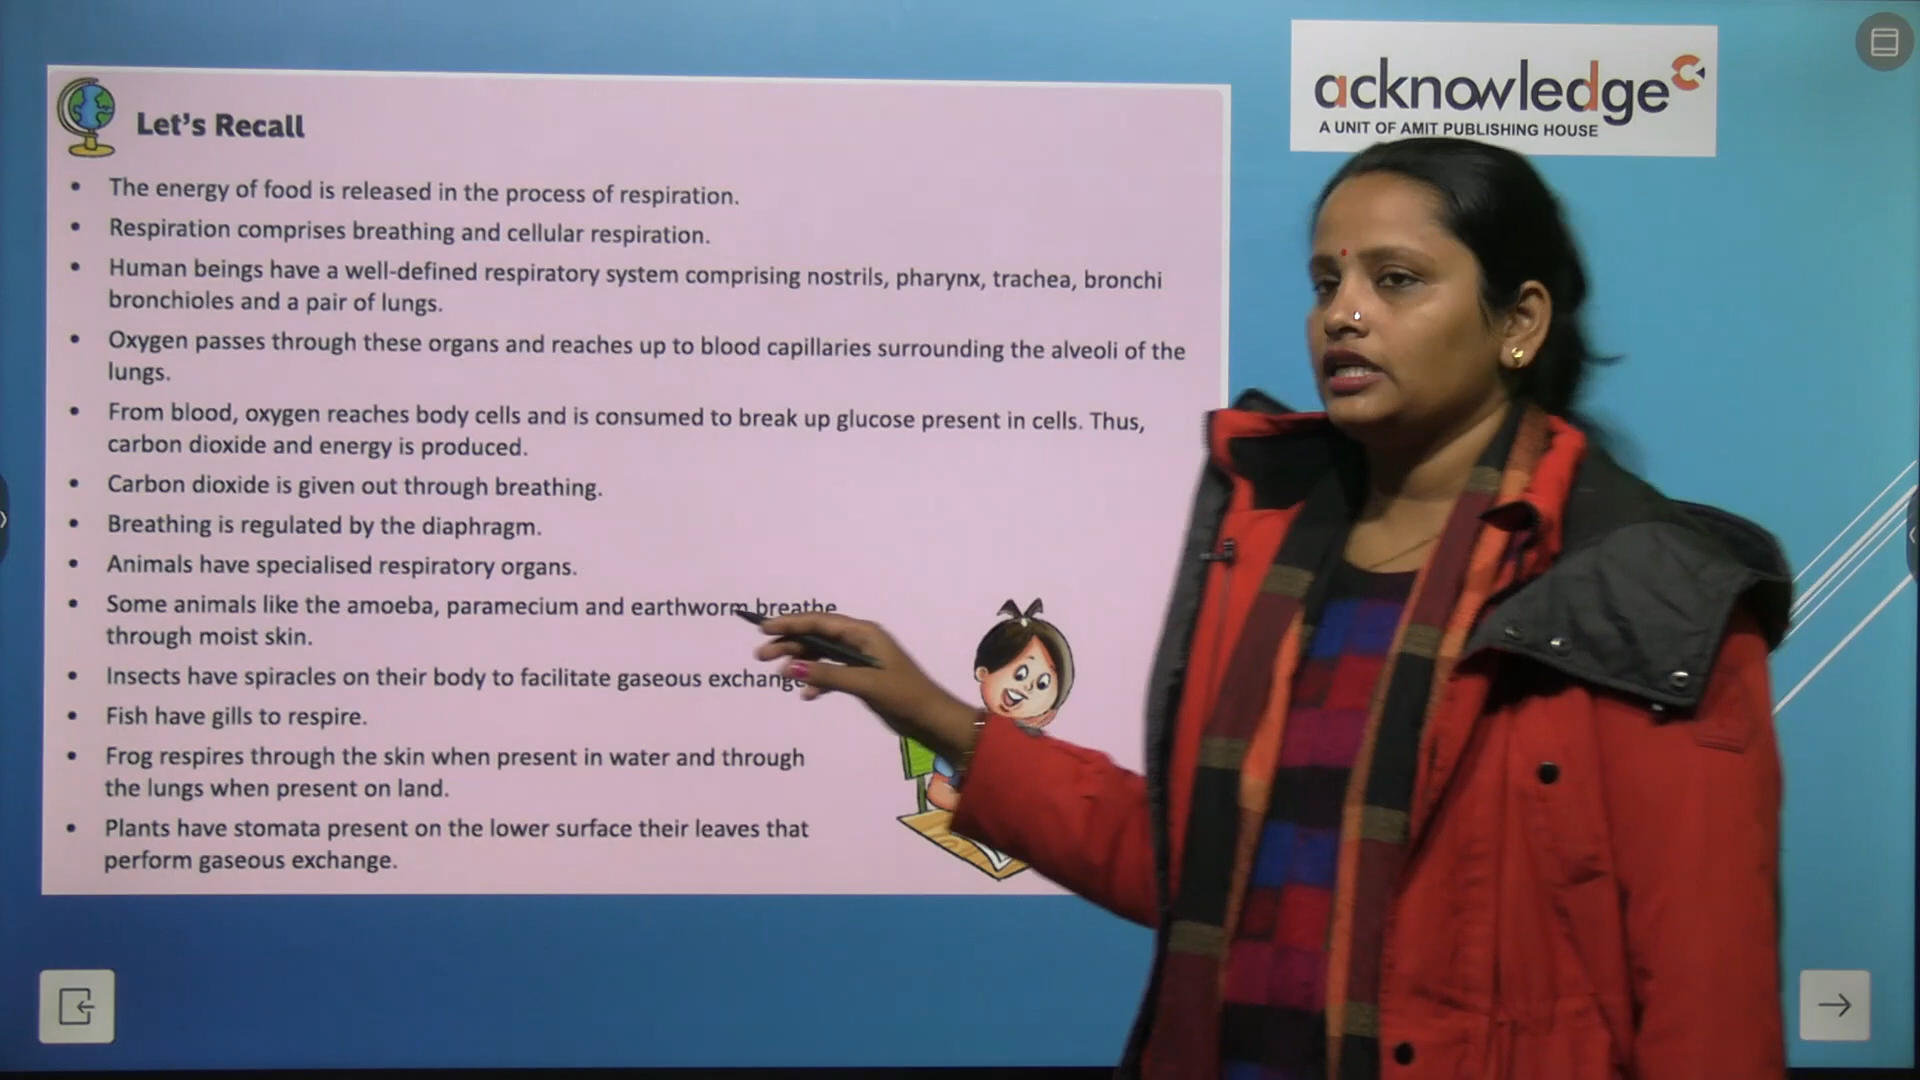 Let's Recall
• The energy of food is released in the process of respiration.
• Respiration comprises breathing and cellular respiration.
• Human beings have a well-defined respiratory system comprising nostrils, pharynx, trachea, bronchi
bronchioles and a pair of lungs.
• Oxygen passes through these organs and reaches up to blood capillaries surrounding the alveoli of the
lungs.
• From blood, oxygen reaches body cells and is consumed to break up glucose present in cells. Thus,
carbon dioxide and energy is produced.
• Carbon dioxide is given out through breathing.
• Breathing is regulated by the diaphragm.
• Animals have specialised respiratory organs.
• Some animals like the amoeba, paramecium and earthworm breathe
through moist skin.
• Insects have spiracles on their body to facilitate gaseous exchange
• Fish have gills to respire.
• Frog respires through the skin when present in water and through
the lungs when present on land.
• Plants have stomata present on the lower surface their leaves that
perform gaseous exchange.
acknowledge
A UNIT OF AMIT PUBLISHING HOUSE